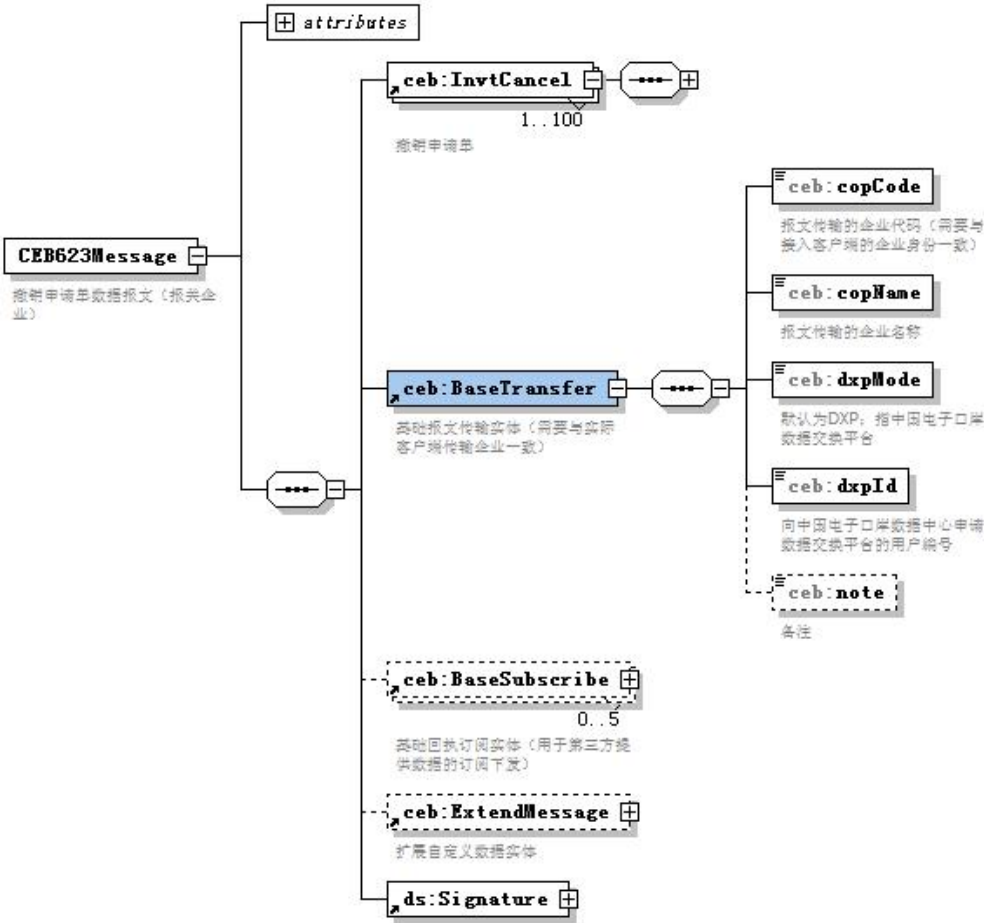 attributes
ceb:InvtCancel
1..100
撤销申请单
ceb:copCode
报文传输的企业代码（需要与
接入客户端的企业身份一致）
CEB623Message
撤销申请单数据报文（报关企
业）
ceb:copName
报文传输的企业名称
ceb:BaseTransfer
基础报文传输实体（需要与实际
客户端传输企业一致）
ceb:dxpMode
默认为DXP；指中国电子口岸
数据交换平台
ceb:dxpId
向中国电子口岸数据中心申请
数据交换平台的用户编号
ceb:note
备注
ceb:BaseSubscribe
0..5
基础回执订阅实体（用于第三方提
供数据的订阅下发）
ceb:ExtendMessage
扩展自定义数据实体
ds:Signature